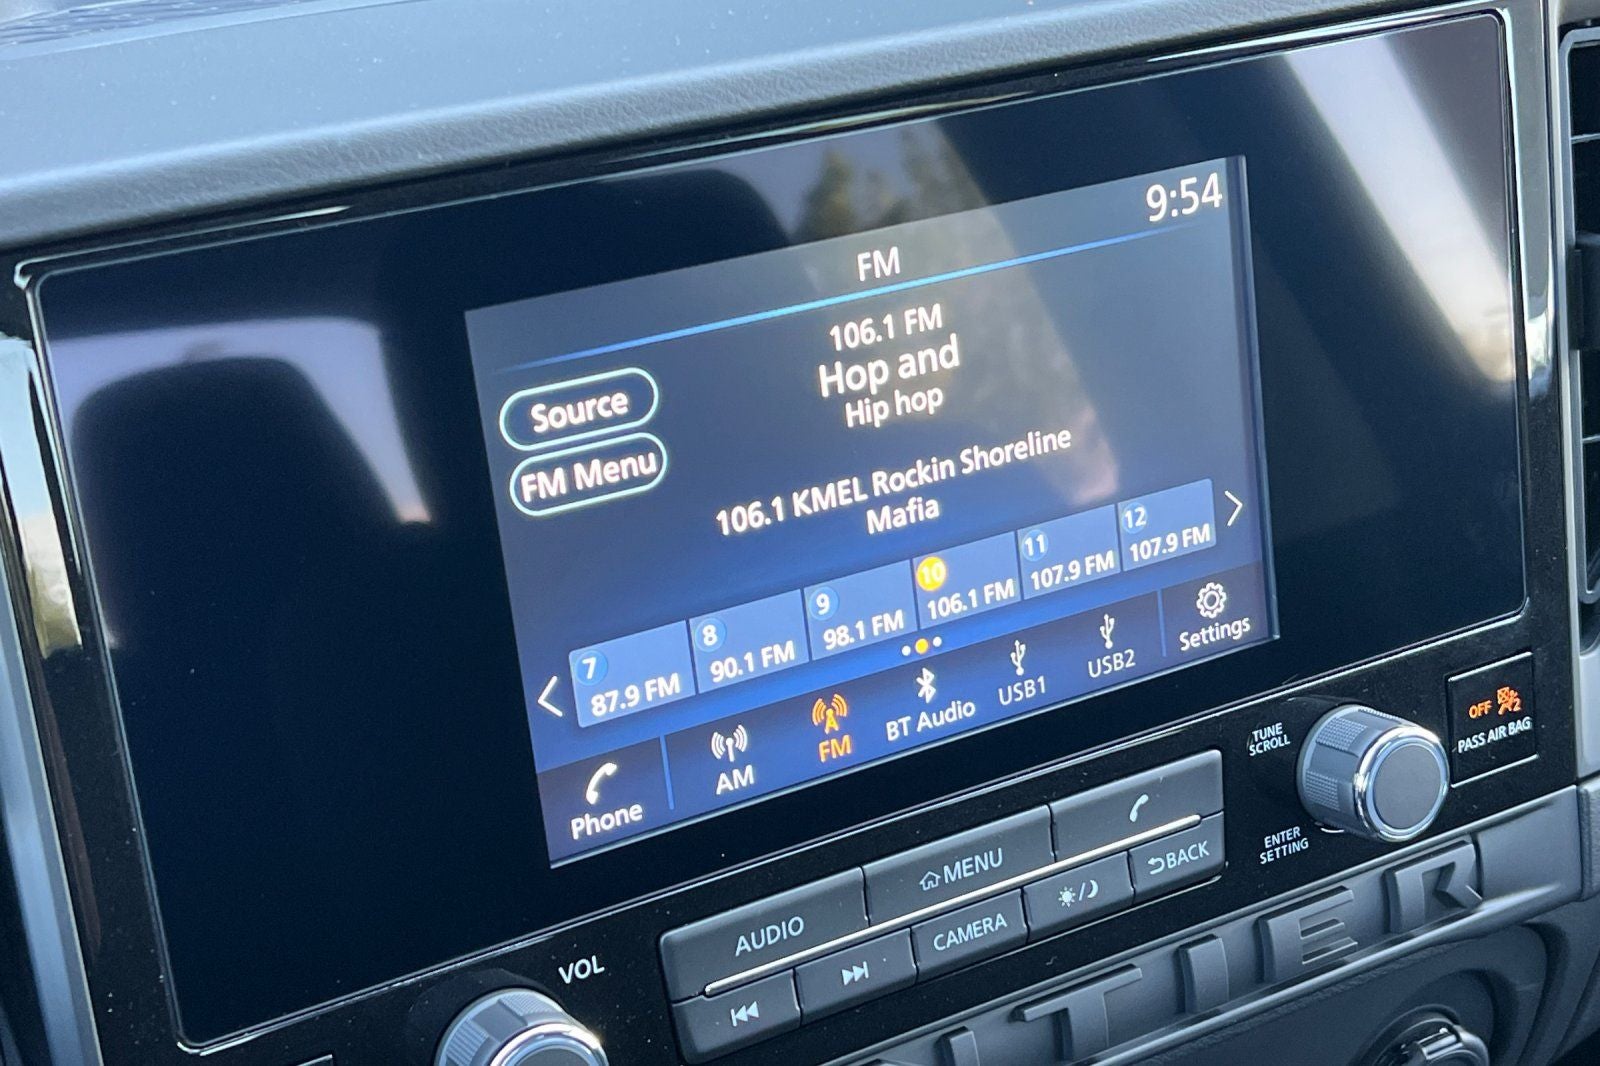 9:54
FM
106.1 FM
Hop and
Hip hop
Source
FM Menu
106.1 KMEL Rockin Shoreline
Mafia
7 8 9 10 11 12
87.9 FM 90.1 FM 98.1 FM 106.1 FM 107.9 FM 107.9 FM
Phone AM FM BT Audio USB1 USB2 Settings
TUNE
SCROLL
OFF 2
PASS AIR BAG
ENTER
SETTING
VOL
AUDIO MENU
CAMERA BACK
TIER